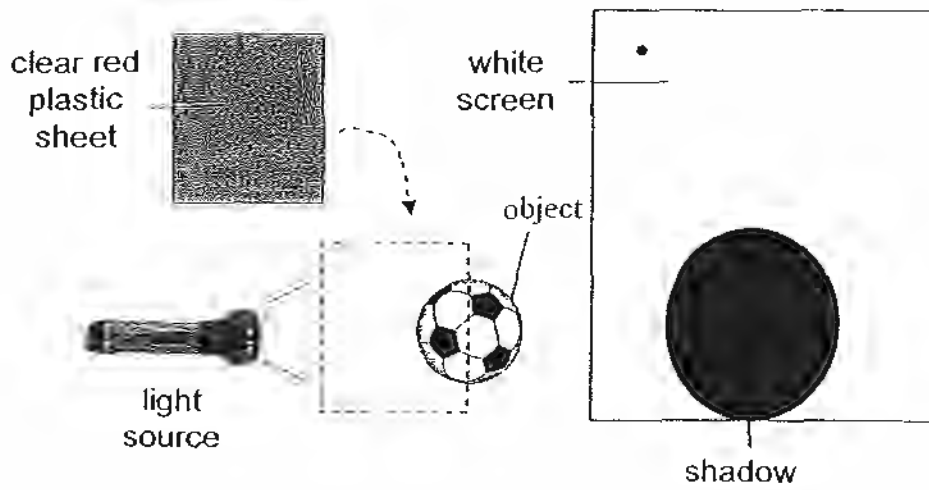 clear red
plastic
sheet
white
screen
object
light
source
shadow